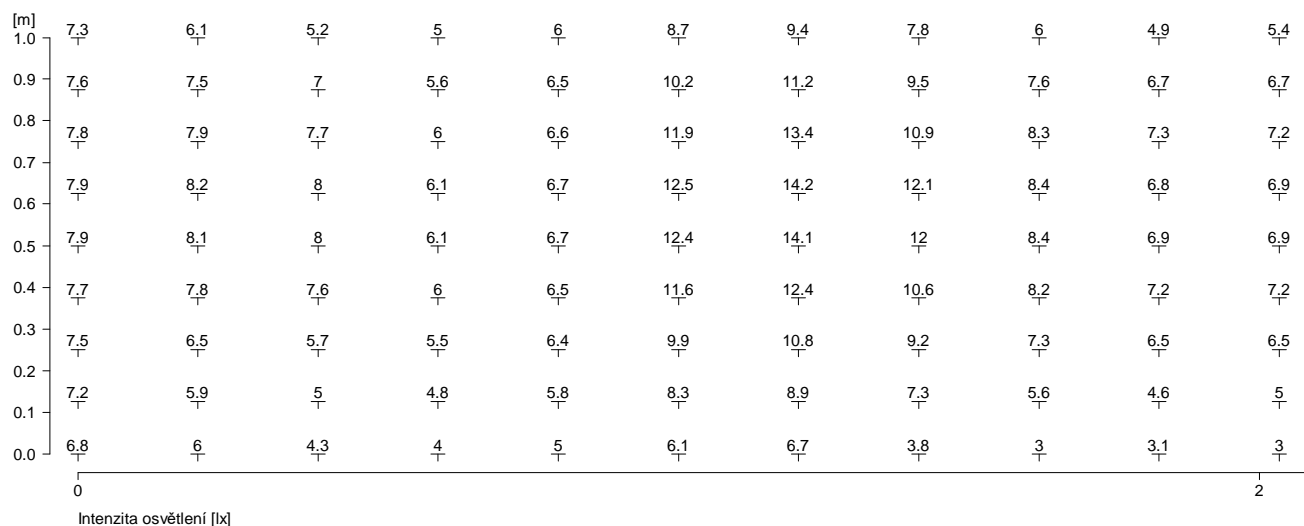 [m]
7.3 6.1 5.2 5 6 8.7 9.4 7.8 6 4.9 5.4
1.0
0.9 7.6 7.5 7 5.6 6.5 10.2 11.2 9.5 7.6 6.7 6.7
0.8
7.8 7.9 7.7 6 6.6 11.9 13.4 10.9 8.3 7.3 7.2
0.7
7.9 8.2 8 6.1 6.7 12.5 14.2 12.1 8.4 6.8 6.9
0.6
0.5 7.9 8.1 8 6.1 6.7 12.4 14.1 12 8.4 6.9 6.9
0.4 7.7 7.8 7.6 6 6.5 11.6 12.4 10.6 8.2 7.2 7.2
0.3
7.5 6.5 5.7 5.5 6.4 9.9 10.8 9.2 7.3 6.5 6.5
0.2
7.2 5.9 5 4.8 5.8 8.3 8.9 7.3 5.6 4.6 5
0.1
0.0 6.8 6 4.3 4 5 6.1 6.7 3.8 3 3.1 3
0 2
Intenzita osvětlení [lx]